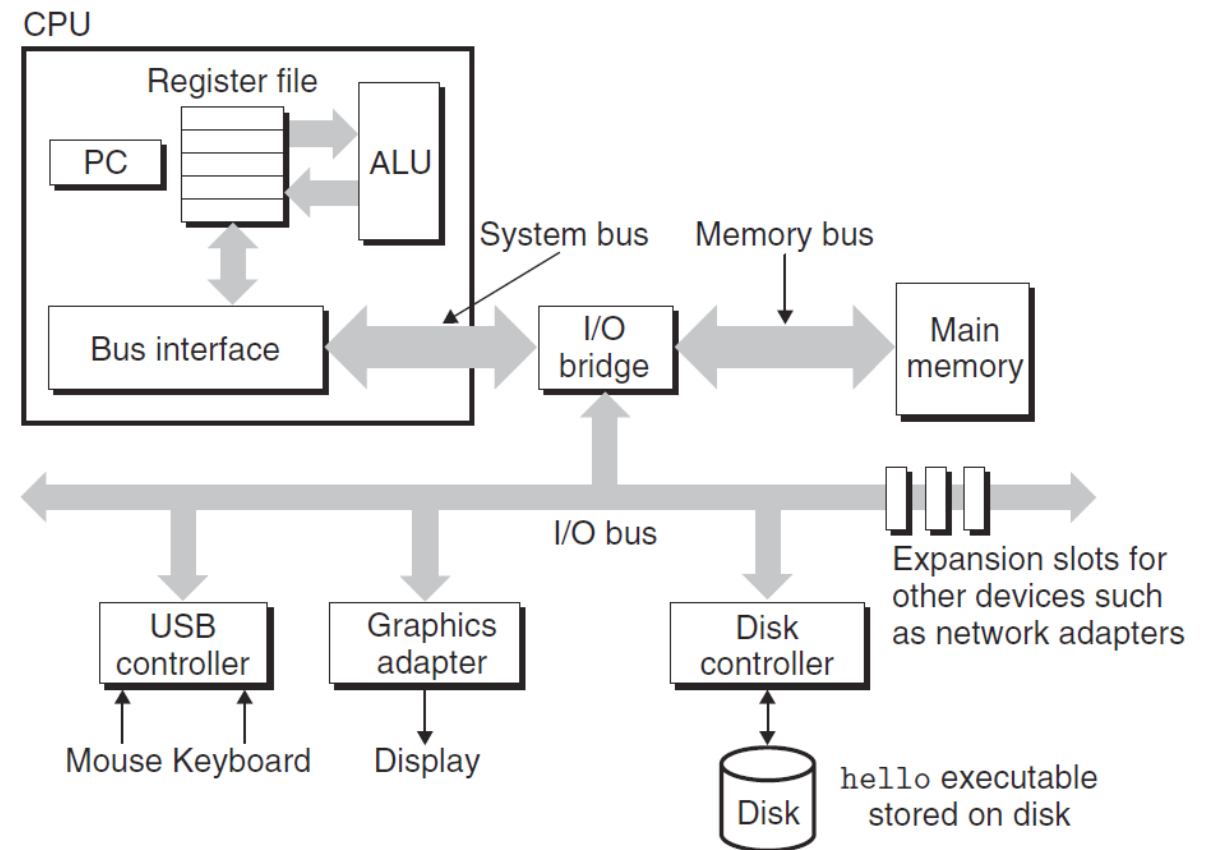 CPU
Register file
PC
ALU
System bus
Memory bus
Bus interface
I/O
bridge
Main
memory
I/O bus
Expansion slots for
other devices such
as network adapters
USB
controller
Graphics
adapter
Disk
controller
Mouse Keyboard
Display
Disk
hello executable
stored on disk